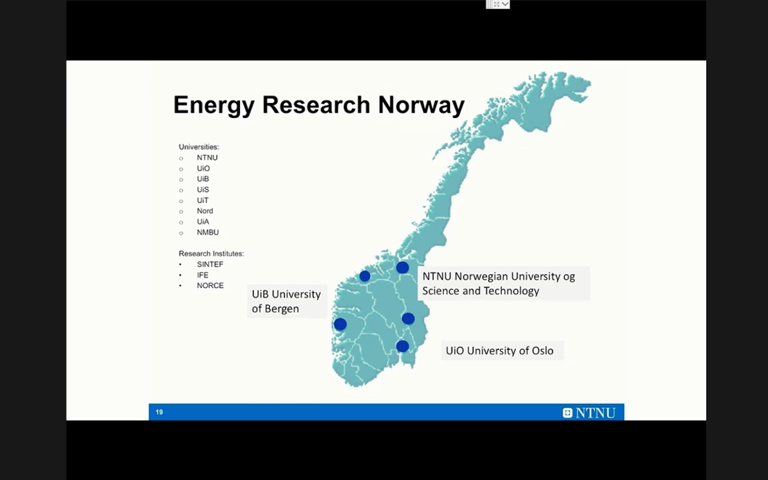 Energy Research Norway
Universities:
o NTNU
o UiO
o UiB
o UiS
o UiT
o Nord
o UiA
o NMBU
Research Institutes:
• SINTEF
• IFE
• NORCE
NTNU Norwegian University og
Science and Technology
UiB University
of Bergen
UiO University of Oslo
19
NTNU